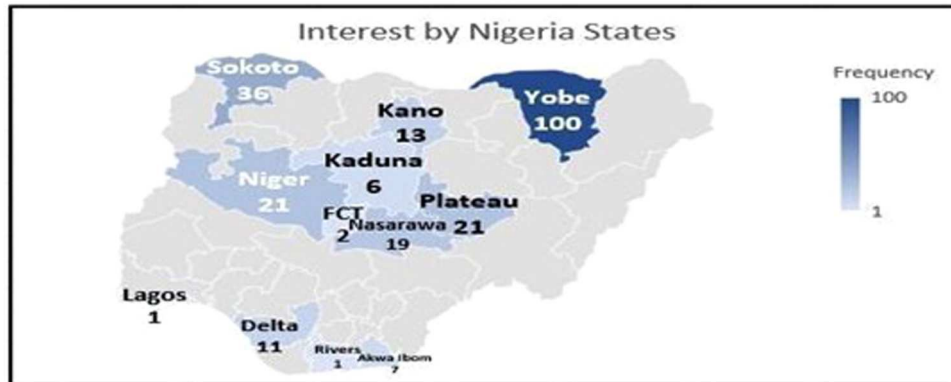 Interest by Nigeria States
Sokoto
36
Kano
13
Yobe
100
Kaduna
6
Niger
21
Plateau
21
FCT
2
Nasarawa
19
Lagos
1
Delta
11
Rivers
1
Akwa Ibom
7
Frequency
100
1